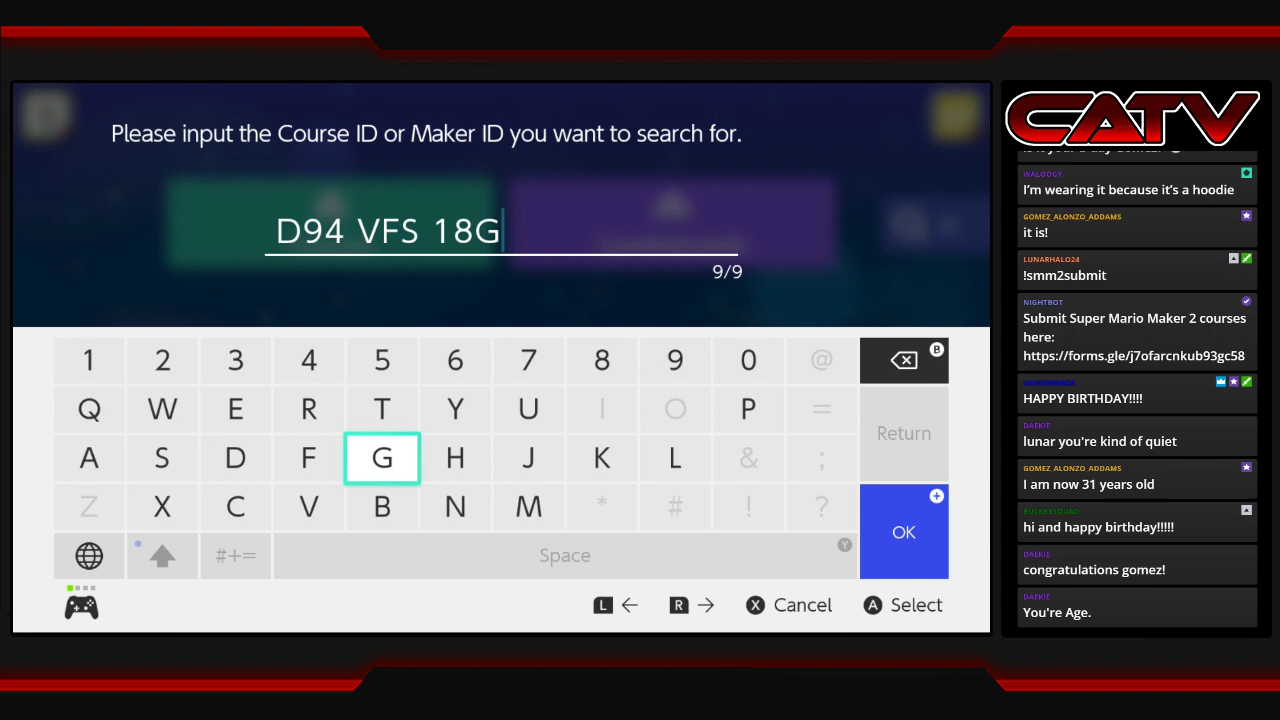 Please input the Course ID or Maker ID you want to search for.
D94 VFS 18G
9/9
1 2 3 4 5 6 7 8 9 0 @
B
Q W E R T Y U I O P =
Return
A S D F G H J K L & ;
Z X C V B N M * # ! ?
OK
#+= Space Y
L ← R → X Cancel A Select
CATV
WALOOGY
I'm wearing it because it's a hoodie
GOMEZ_ALONZO_ADDAMS
it is!
LUNARHALO24
!smm2submit
NIGHTBOT
Submit Super Mario Maker 2 courses
here:
https://forms.gle/j7ofarcnkub93gc58
HAPPY BIRTHDAY!!!!
DAEKIE
lunar you're kind of quiet
GOMEZ_ALONZO_ADDAMS
I am now 31 years old
hi and happy birthday!!!!!
DAEKIE
congratulations gomez!
DAEKIE
You're Age.